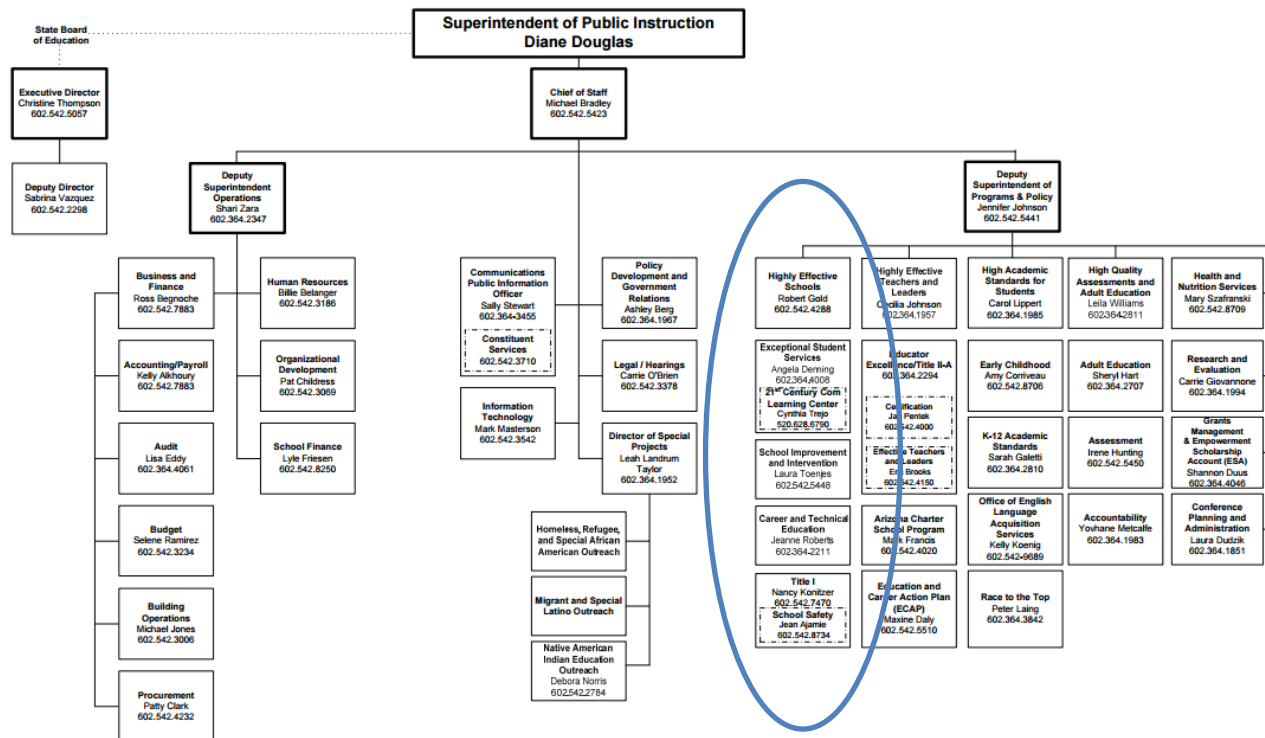 Superintendent of Public Instruction
Diane Douglas
State Board
of Education
Executive Director
Christine Thompson
602.542.5057
Chief of Staff
Michael Bradley
602.542.5423
Deputy Director
Sabrina Vazquez
602.542.2298
Deputy
Superintendent
Operations
Shari Zara
602.364.2347
Deputy
Superintendent of
Programs & Policy
Jennifer Johnson
602.542.5441
Business and
Finance
Ross Begnoche
602.542.7883
Accounting/Payroll
Kelly Alkhoury
602.542.7883
Audit
Lisa Eddy
602.364.4061
Budget
Selene Ramirez
602.542.3234
Building
Operations
Michael Jones
602.542.3006
Procurement
Patty Clark
602.542.4232
Human Resources
Billie Belanger
602.542.3186
Organizational
Development
Pat Childress
602.542.3069
School Finance
Lyle Friesen
602.542.8250
Communications
Public Information
Officer
Sally Stewart
602.364-3455
Constituent
Services
602.542.3710
Information
Technology
Mark Masterson
602.542.3542
Policy
Development and
Government
Relations
Ashley Berg
602.364.1967
Legal / Hearings
Carrie O'Brien
602.542.3378
Director of Special
Projects
Leah Landrum
Taylor
602.364.1952
Homeless, Refugee,
and Special African
American Outreach
Migrant and Special
Latino Outreach
Native American
Indian Education
Outreach
Debora Norris
602.542.2784
Highly Effective
Schools
Robert Gold
602.542.4288
Exceptional Student
Services
Angela Denning
602.364.4008
21st Century Com
Learning Center
Cynthia Trejo
520.628.6790
School Improvement
and Intervention
Laura Toenjes
602.542.5448
Career and Technical
Education
Jeanne Roberts
602.364.2211
Title I
Nancy Konitzer
602.542.7470
School Safety
Jean Ajamie
602.542.8734
Highly Effective
Teachers and
Leaders
Cecilia Johnson
602.364.1957
Educator
Excellence/Title II-A
602.364.2294
Certification
Pentek
602.542.4000
Effective Teachers
and Leaders
Brooks
602.542.4150
Arizona Charter
School Program
Mark Francis
602.542.4020
Education and
Career Action Plan
(ECAP)
Maxine Daly
602.542.5510
High Academic
Standards for
Students
Carol Lippert
602.364.1985
Early Childhood
Amy Corriveau
602.542.8706
K-12 Academic
Standards
Sarah Galetti
602.364.2810
Office of English
Language
Acquisition
Services
Kelly Koenig
602.542-9689
Race to the Top
Peter Laing
602.364.3842
High Quality
Assessments and
Adult Education
Leila Williams
602.364.2811
Adult Education
Sheryl Hart
602.364.2707
Assessment
Irene Hunting
602.542.5450
Accountability
Yovhane Metcalfe
602.364.1983
Health and
Nutrition Services
Mary Szafranski
602.542.8709
Research and
Evaluation
Carrie Giovannone
602.364.1994
Grants
Management
& Empowerment
Scholarship
Account (ESA)
Shannon Duus
602.364.4046
Conference
Planning and
Administration
Laura Dudzik
602.364.1851